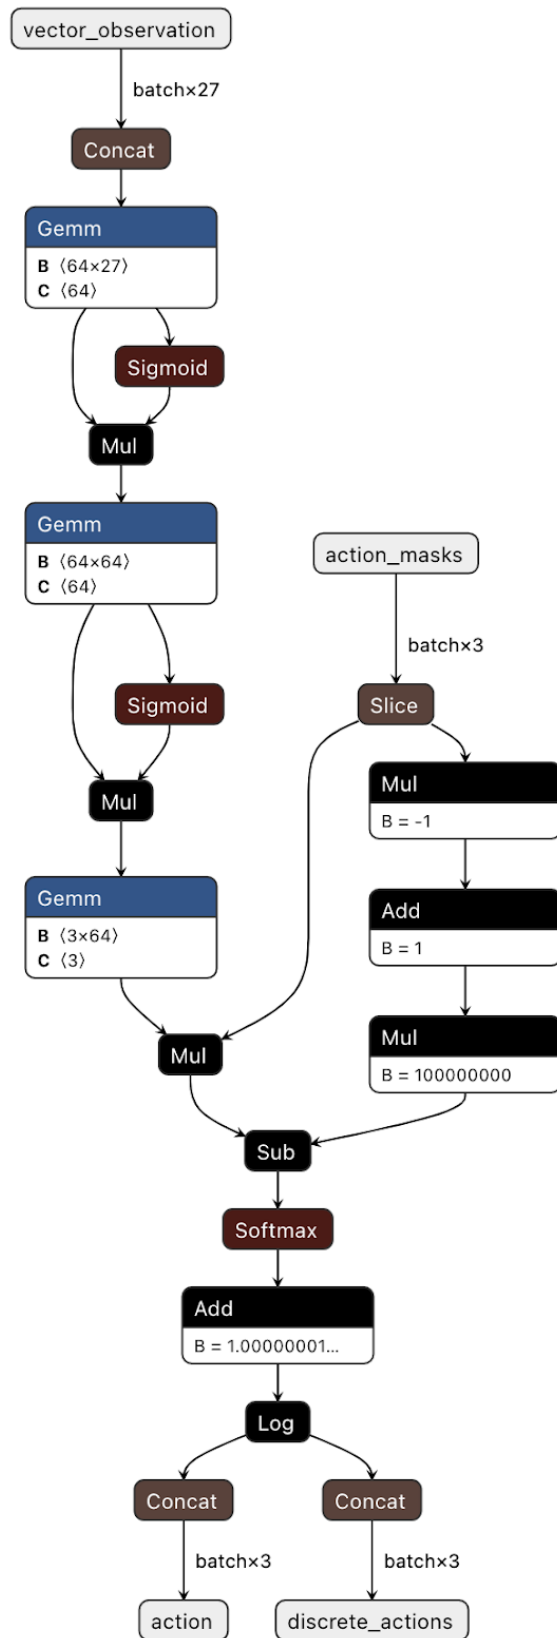 vector_observation
batch×27
Concat
Gemm
B ⟨64×27⟩
C ⟨64⟩
Sigmoid
Mul
Gemm
B ⟨64×64⟩
C ⟨64⟩
Sigmoid
Mul
Gemm
B ⟨3×64⟩
C ⟨3⟩
action_masks
batch×3
Slice
Mul
B = -1
Add
B = 1
Mul
B = 100000000
Mul
Sub
Softmax
Add
B = 1.00000001…
Log
Concat
batch×3
action
Concat
batch×3
discrete_actions